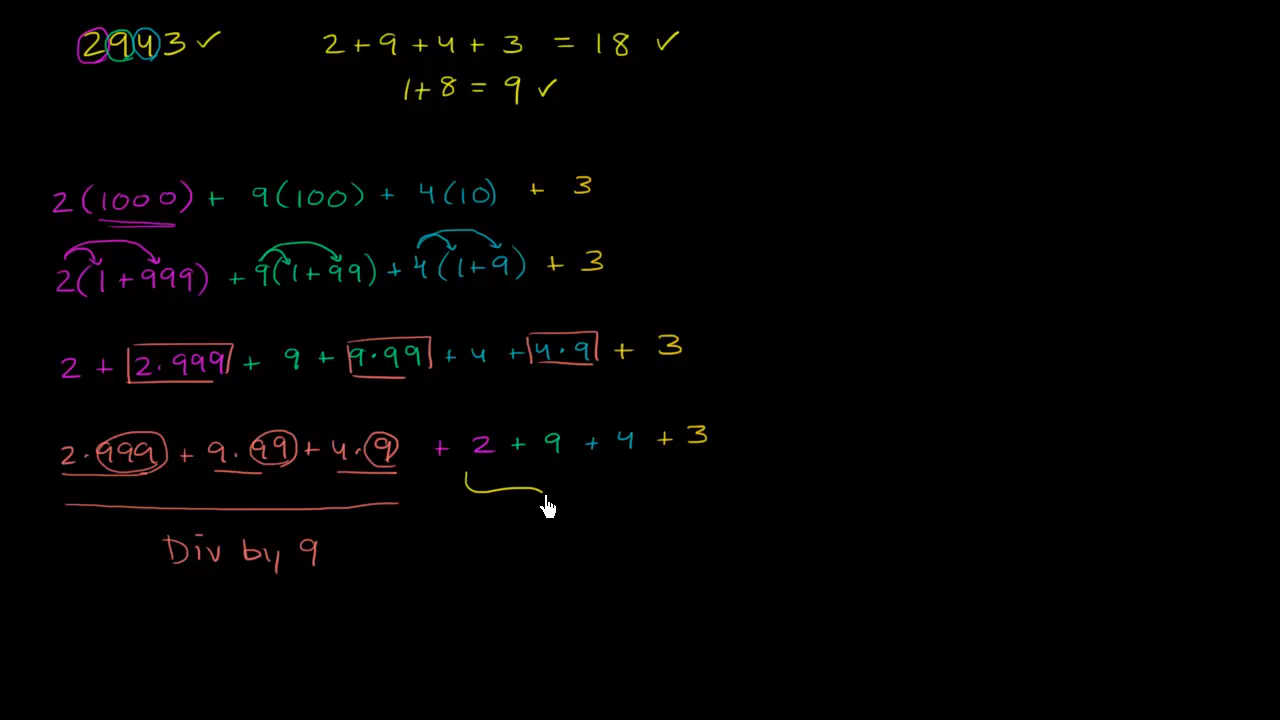 2943 ✓ 2 + 9 + 4 + 3 = 18 ✓
1 + 8 = 9 ✓
2(1000) + 9(100) + 4(10) + 3
2(1+999) + 9(1+99) + 4(1+9) + 3
2 + 2·999 + 9 + 9·99 + 4 + 4·9 + 3
2·999 + 9·99 + 4·9 + 2 + 9 + 4 + 3
Div by 9